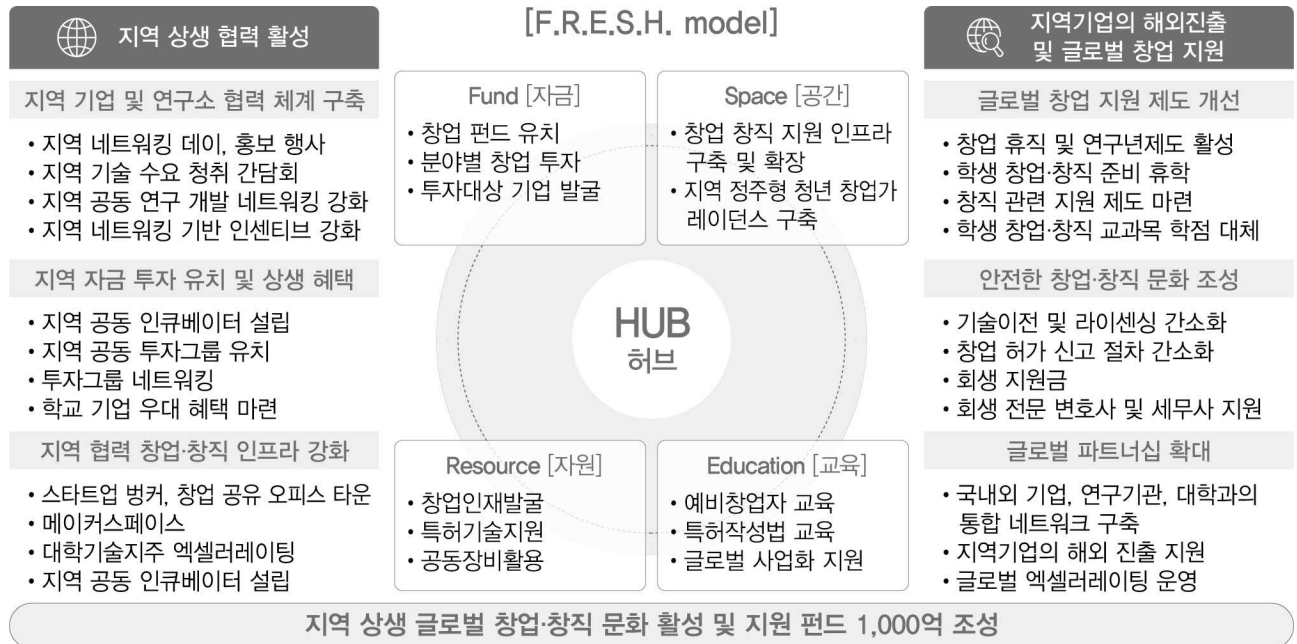 지역 상생 협력 활성
지역 기업 및 연구소 협력 체계 구축
• 지역 네트워킹 데이, 홍보 행사
• 지역 기술 수요 청취 간담회
• 지역 공동 연구 개발 네트워킹 강화
• 지역 네트워킹 기반 인센티브 강화
지역 자금 투자 유치 및 상생 혜택
• 지역 공동 인큐베이터 설립
• 지역 공동 투자그룹 유치
• 투자그룹 네트워킹
• 학교 기업 우대 혜택 마련
지역 협력 창업·창직 인프라 강화
• 스타트업 벙커, 창업 공유 오피스 타운
• 메이커스페이스
• 대학기술지주 엑셀러레이팅
• 지역 공동 인큐베이터 설립
[F.R.E.S.H. model]
Fund [자금]
• 창업 펀드 유치
• 분야별 창업 투자
• 투자대상 기업 발굴
Space [공간]
• 창업 창직 지원 인프라
구축 및 확장
• 지역 정주형 청년 창업가
레이던스 구축
HUB
허브
Resource [자원]
• 창업인재발굴
• 특허기술지원
• 공동장비활용
Education [교육]
• 예비창업자 교육
• 특허작성법 교육
• 글로벌 사업화 지원
지역기업의 해외진출
및 글로벌 창업 지원
글로벌 창업 지원 제도 개선
• 창업 휴직 및 연구년제도 활성
• 학생 창업·창직 준비 휴학
• 창직 관련 지원 제도 마련
• 학생 창업·창직 교과목 학점 대체
안전한 창업·창직 문화 조성
• 기술이전 및 라이센싱 간소화
• 창업 허가 신고 절차 간소화
• 회생 지원금
• 회생 전문 변호사 및 세무사 지원
글로벌 파트너십 확대
• 국내외 기업, 연구기관, 대학과의
통합 네트워크 구축
• 지역기업의 해외 진출 지원
• 글로벌 엑셀러레이팅 운영
지역 상생 글로벌 창업·창직 문화 활성 및 지원 펀드 1,000억 조성